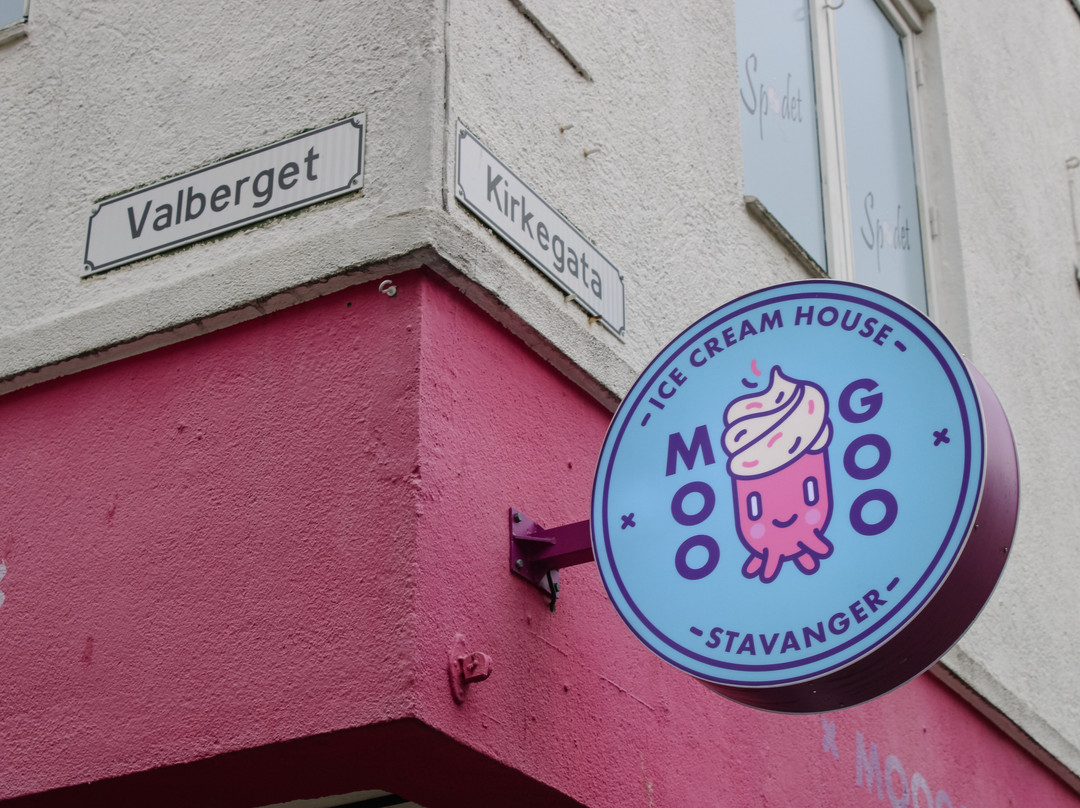 Valberget
Kirkegata
- ICE CREAM HOUSE -
MOO
GOO
- STAVANGER -